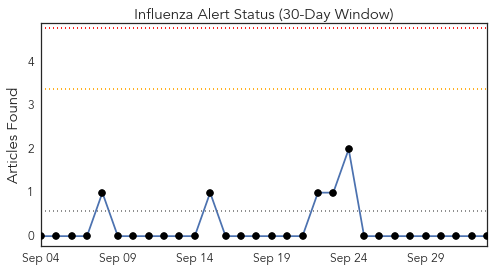 Influenza Alert Status (30-Day Window)
Articles Found
4
3
2
1
0
Sep 04 Sep 09 Sep 14 Sep 19 Sep 24 Sep 29